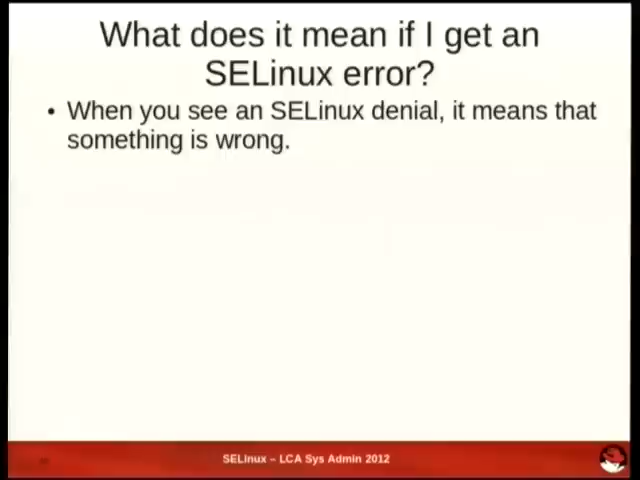 What does it mean if I get an
SELinux error?
• When you see an SELinux denial, it means that
something is wrong.
SELinux – LCA Sys Admin 2012